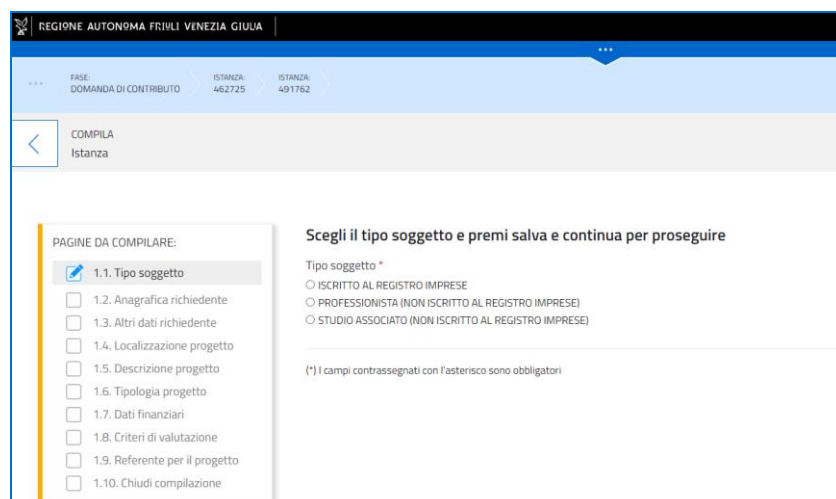 REGIONE AUTONOMA FRIULI VENEZIA GIULIA
FASE:
DOMANDA DI CONTRIBUTO
ISTANZA:
462725
ISTANZA:
491762
COMPILA
Istanza
PAGINE DA COMPILARE:
1.1. Tipo soggetto
1.2. Anagrafica richiedente
1.3. Altri dati richiedente
1.4. Localizzazione progetto
1.5. Descrizione progetto
1.6. Tipologia progetto
1.7. Dati finanziari
1.8. Criteri di valutazione
1.9. Referente per il progetto
1.10. Chiudi compilazione
Scegli il tipo soggetto e premi salva e continua per proseguire
Tipo soggetto *
ISCRITTO AL REGISTRO IMPRESE
PROFESSIONISTA (NON ISCRITTO AL REGISTRO IMPRESE)
STUDIO ASSOCIATO (NON ISCRITTO AL REGISTRO IMPRESE)
(*) I campi contrassegnati con l'asterisco sono obbligatori